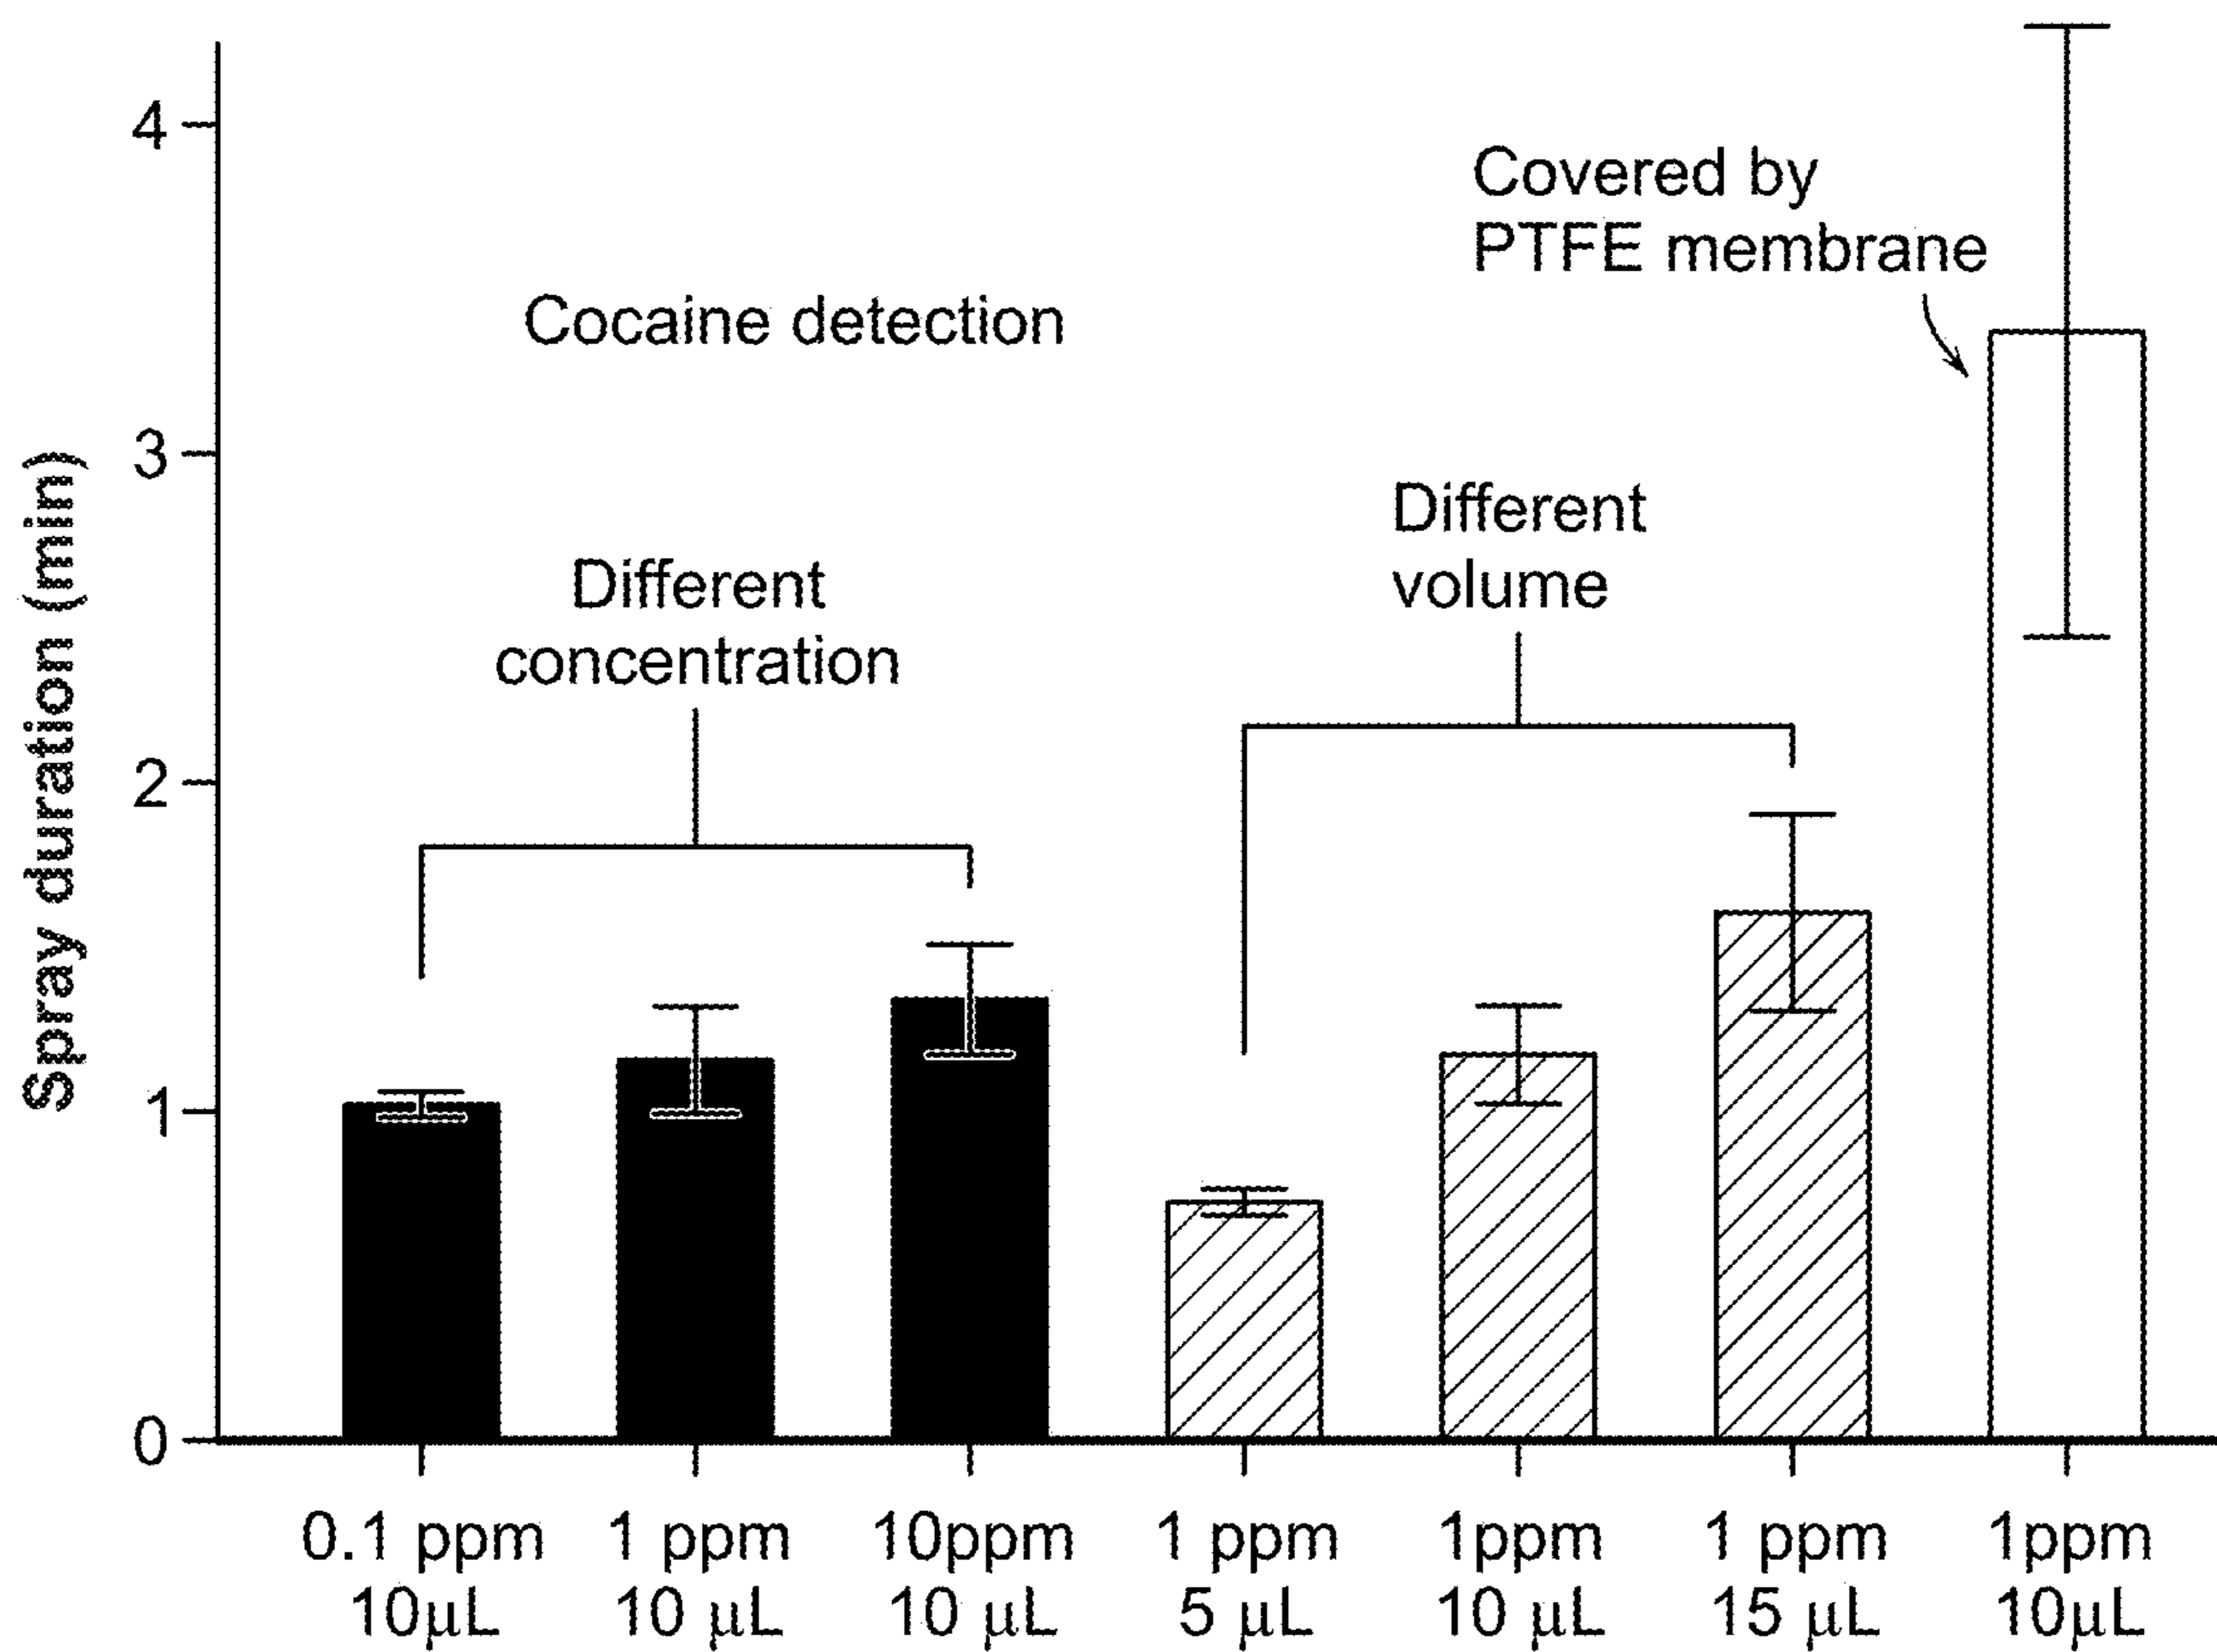 Spray duration (min)
4
3
2
1
0
Cocaine detection
Different
concentration
Different
volume
Covered by
PTFE membrane
0.1 ppm
10μL
1 ppm
10 μL
10ppm
10 μL
1 ppm
5 μL
1ppm
10 μL
1 ppm
15 μL
1ppm
10μL